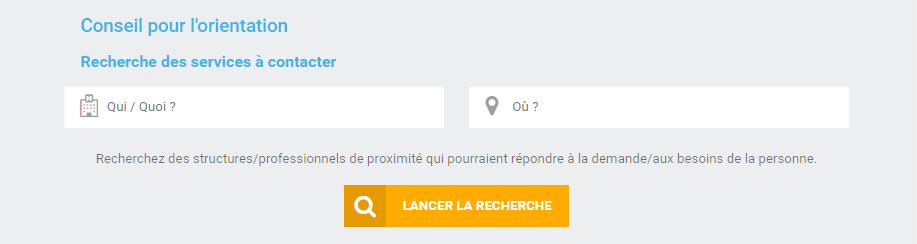 Conseil pour l'orientation
Recherche des services à contacter
Qui / Quoi ?
Où ?
Recherchez des structures/professionnels de proximité qui pourraient répondre à la demande/aux besoins de la personne.
LANCER LA RECHERCHE